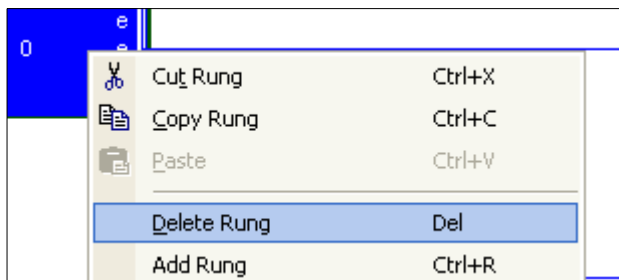 e
0 e
Cut Rung Ctrl+X
Copy Rung Ctrl+C
Paste Ctrl+V
Delete Rung Del
Add Rung Ctrl+R